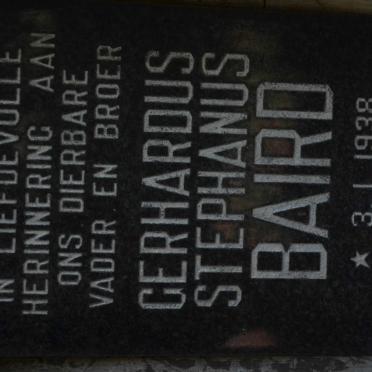 IN LIEFDEVOLLE
HERINNERING AAN
ONS DIERBARE
VADER EN BROER
GERHARDUS
STEPHANUS
BAIRD
★ 3. 1. 1938